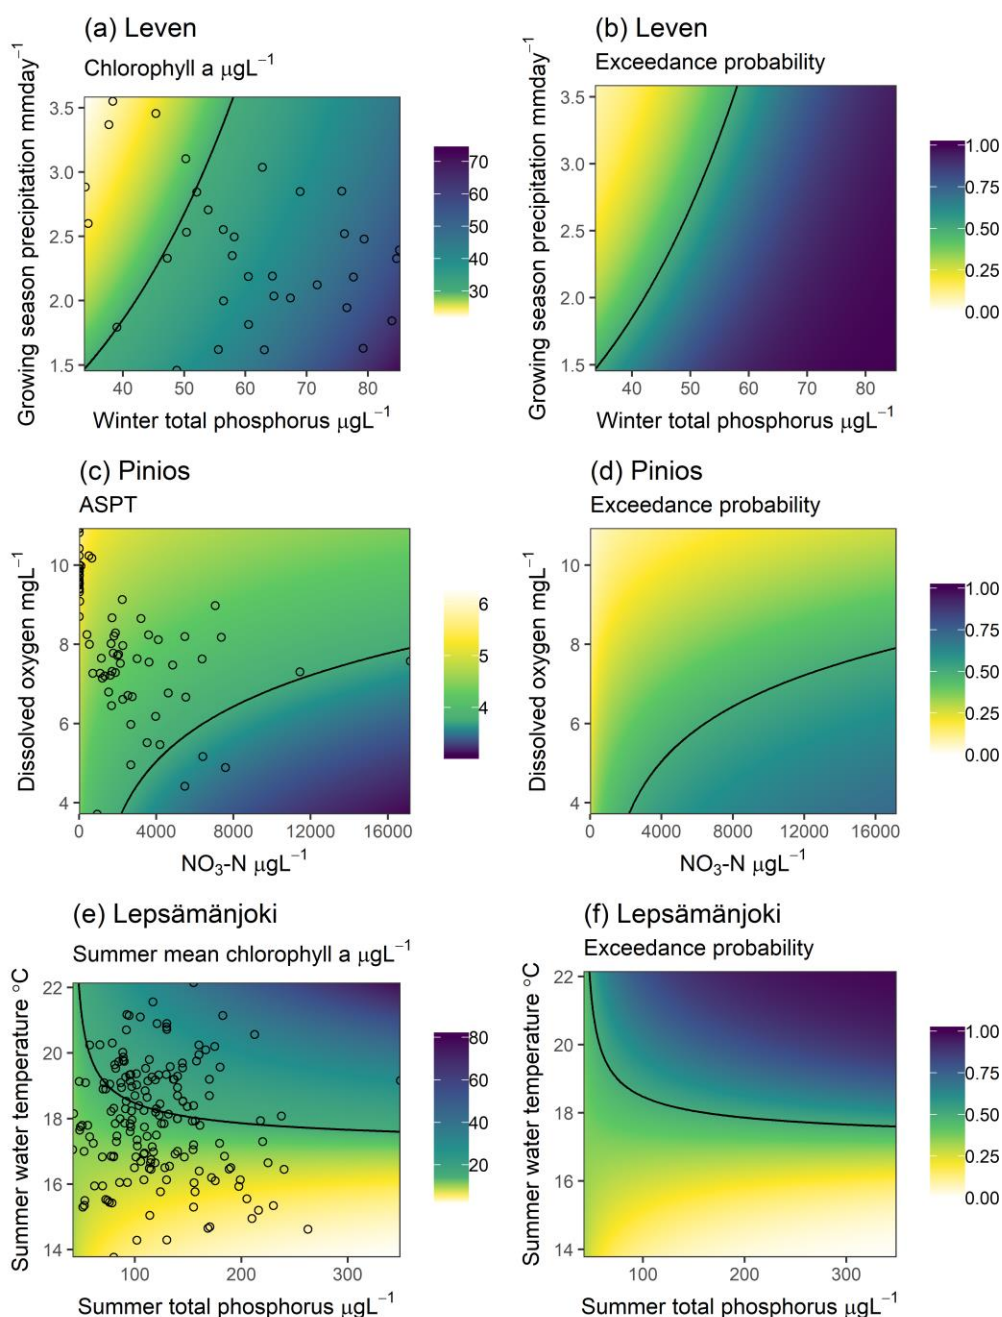 (a) Leven
Chlorophyll a µgL⁻¹
Growing season precipitation mmday⁻¹
3.5
3.0
2.5
2.0
1.5
40 50 60 70 80
Winter total phosphorus µgL⁻¹
70
60
50
40
30
(b) Leven
Exceedance probability
Growing season precipitation mmday⁻¹
3.5
3.0
2.5
2.0
1.5
40 50 60 70 80
Winter total phosphorus µgL⁻¹
1.00
0.75
0.50
0.25
0.00
(c) Pinios
ASPT
Dissolved oxygen mgL⁻¹
10
8
6
4
0 4000 8000 12000 16000
NO₃-N µgL⁻¹
6
5
4
(d) Pinios
Exceedance probability
Dissolved oxygen mgL⁻¹
10
8
6
4
0 4000 8000 12000 16000
NO₃-N µgL⁻¹
1.00
0.75
0.50
0.25
0.00
(e) Lepsämänjoki
Summer mean chlorophyll a µgL⁻¹
Summer water temperature °C
22
20
18
16
14
100 200 300
Summer total phosphorus µgL⁻¹
80
60
40
20
(f) Lepsämänjoki
Exceedance probability
Summer water temperature °C
22
20
18
16
14
100 200 300
Summer total phosphorus µgL⁻¹
1.00
0.75
0.50
0.25
0.00